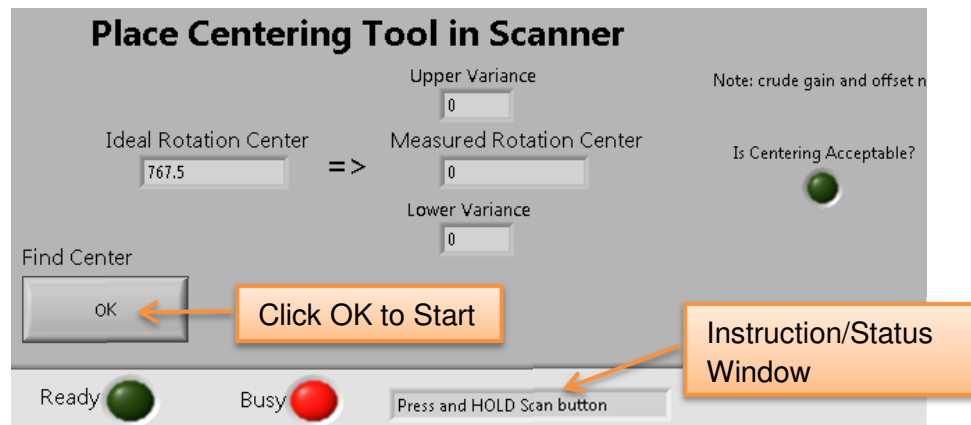 Place Centering Tool in Scanner
Upper Variance
0
Note: crude gain and offset n
Ideal Rotation Center
767.5
=>
Measured Rotation Center
0
Is Centering Acceptable?
Lower Variance
0
Find Center
OK
Click OK to Start
Instruction/Status
Window
Ready
Busy
Press and HOLD Scan button